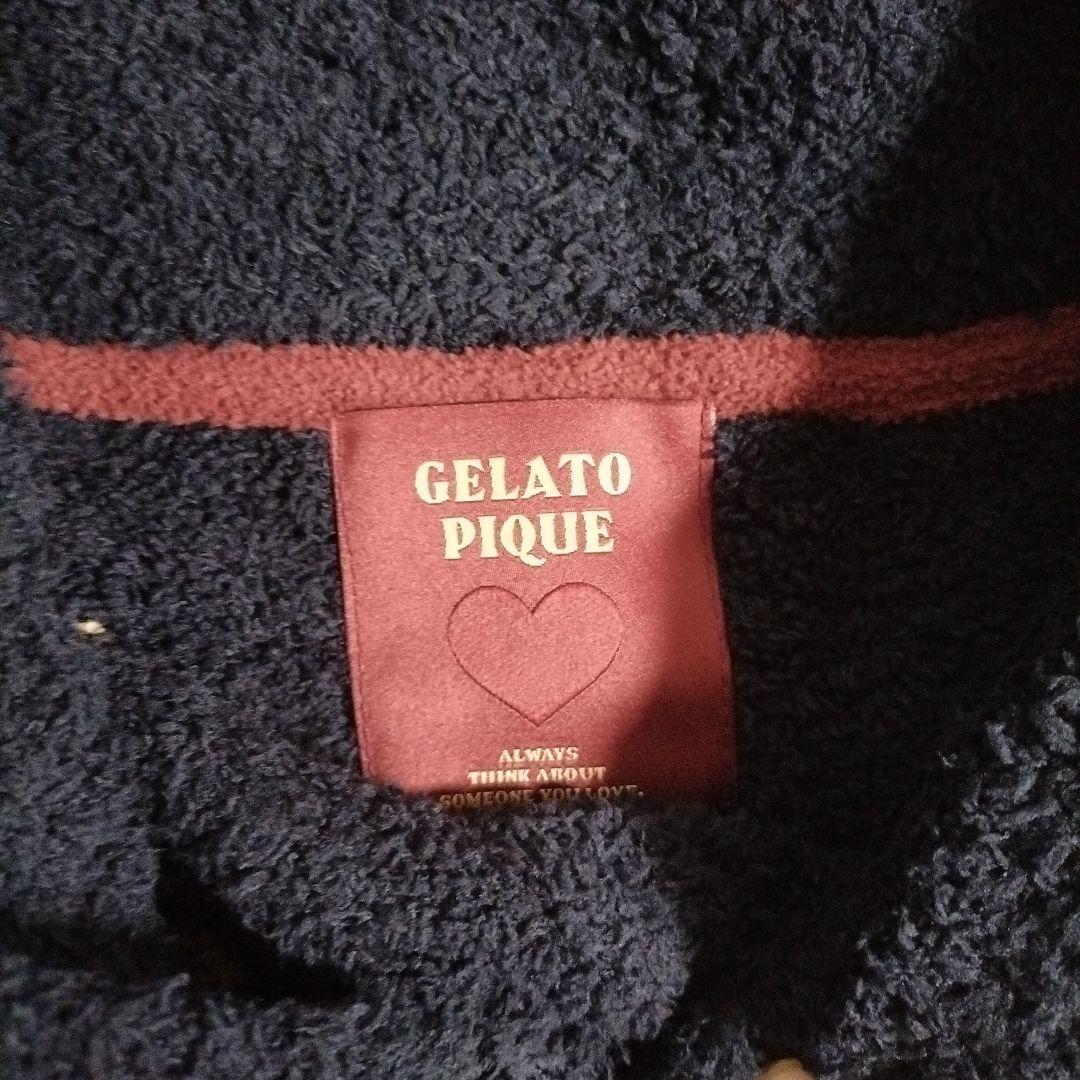 GELATO
PIQUE
ALWAYS
THINK ABOUT
SOMEONE YOU LOVE.